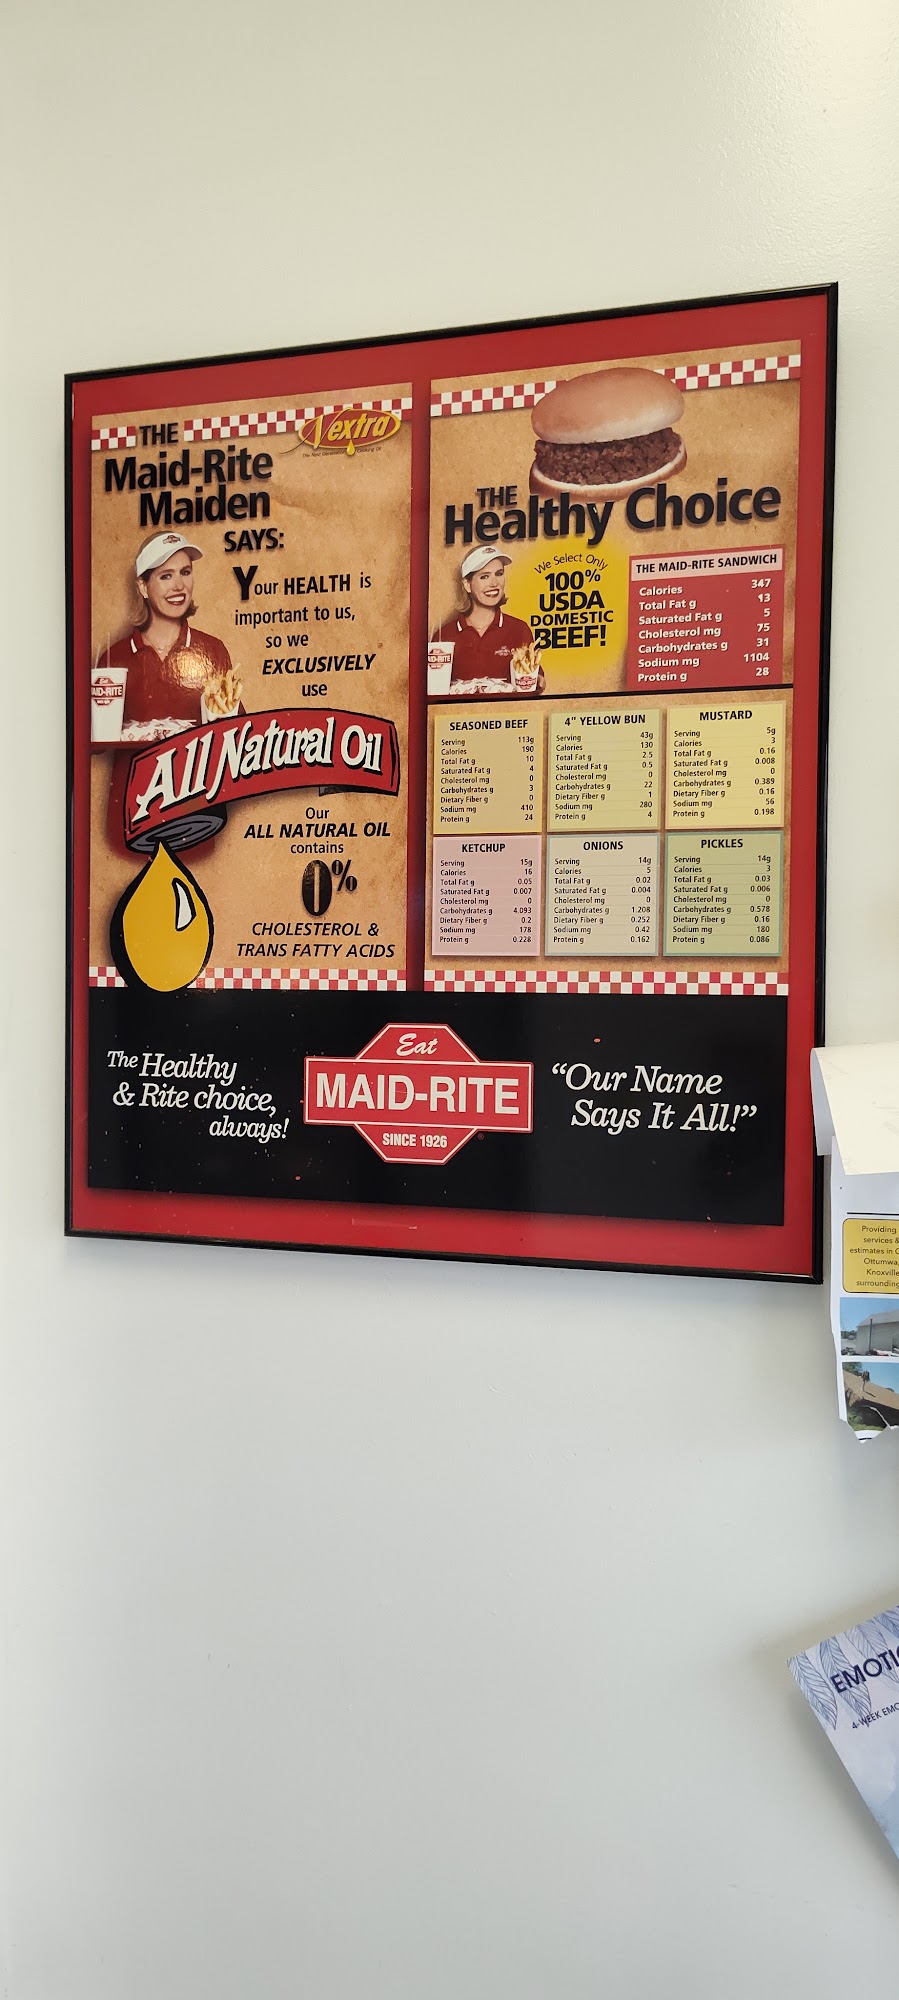 THE
Maid-Rite
Maiden
SAYS:
Vextra
Your HEALTH is
important to us,
so we
EXCLUSIVELY
use
All Natural Oil
Our
ALL NATURAL OIL
contains
0%
CHOLESTEROL &
TRANS FATTY ACIDS
MAID-RITE
THE
Healthy Choice
We Select Only
100%
USDA
DOMESTIC
BEEF!
THE MAID-RITE SANDWICH
Calories 347
Total Fat g 13
Saturated Fat g 5
Cholesterol mg 75
Carbohydrates g 31
Sodium mg 1104
Protein g 28
SEASONED BEEF
Serving 113g
Calories 190
Total Fat g 10
Saturated Fat g 4
Cholesterol mg 0
Carbohydrates g 3
Dietary Fiber g 0
Sodium mg 410
Protein g 24
4" YELLOW BUN
Serving 43g
Calories 130
Total Fat g 2.5
Saturated Fat g 0.5
Cholesterol mg 0
Carbohydrates g 22
Dietary Fiber g 1
Sodium mg 280
Protein g 4
MUSTARD
Serving 5g
Calories 3
Total Fat g 0.16
Saturated Fat g 0.008
Cholesterol mg 0
Carbohydrates g 0.389
Dietary Fiber g 0.16
Sodium mg 56
Protein g 0.198
KETCHUP
Serving 15g
Calories 16
Total Fat g 0.05
Saturated Fat g 0.007
Cholesterol mg 0
Carbohydrates g 4.093
Dietary Fiber g 0.2
Sodium mg 178
Protein g 0.228
ONIONS
Serving 14g
Calories 5
Total Fat g 0.02
Saturated Fat g 0.004
Cholesterol mg 0
Carbohydrates g 1.208
Dietary Fiber g 0.252
Sodium mg 0.42
Protein g 0.162
PICKLES
Serving 14g
Calories 3
Total Fat g 0.03
Saturated Fat g 0.006
Cholesterol mg 0
Carbohydrates g 0.578
Dietary Fiber g 0.16
Sodium mg 180
Protein g 0.086
The Healthy
& Rite choice,
always!
Eat
MAID-RITE
SINCE 1926
"Our Name
Says It All!"
Providing
services &
estimates in
Ottumwa,
Knoxville
surrounding
4-WEEK